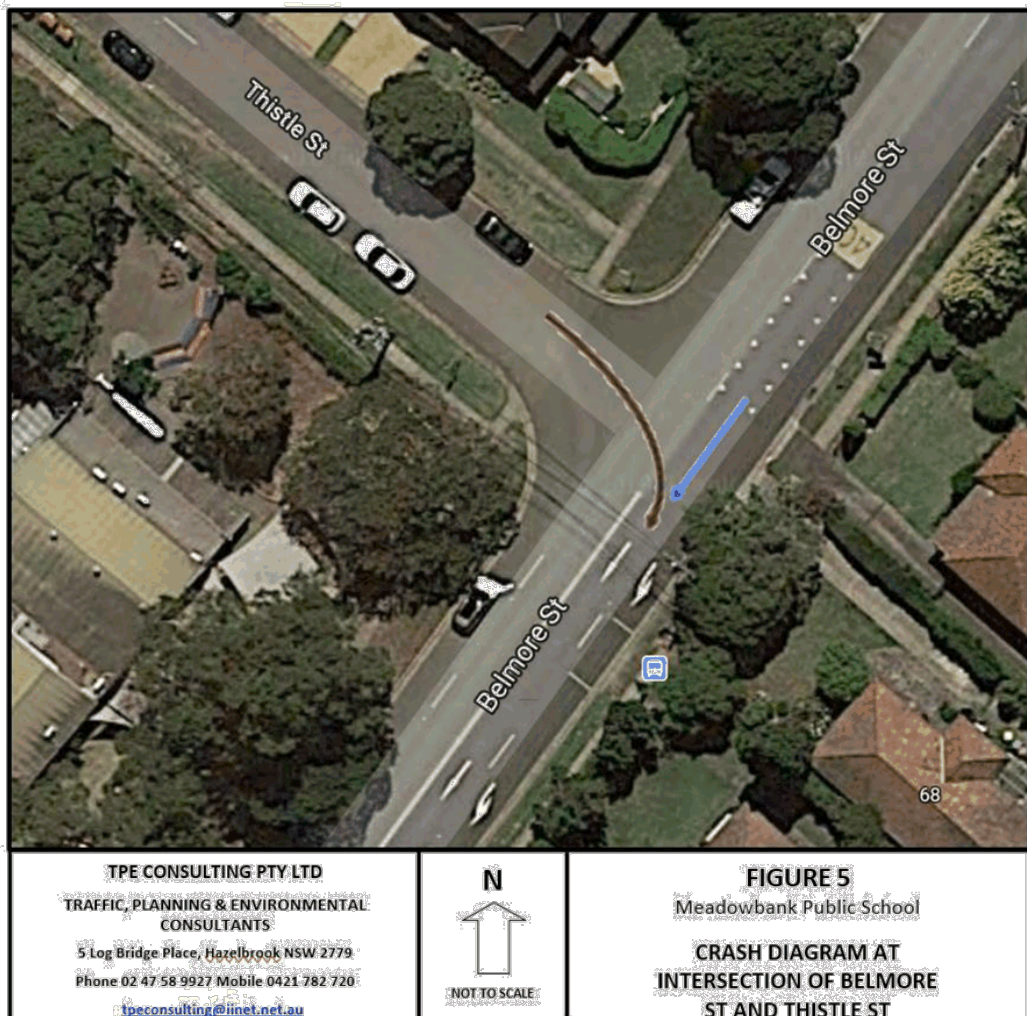 Thistle St
Belmore St
40
Belmore St
68
TPE CONSULTING PTY LTD
TRAFFIC, PLANNING & ENVIRONMENTAL
CONSULTANTS
5 Log Bridge Place, Hazelbrook NSW 2779
Phone 02 47 58 9927 Mobile 0421 782 720
tpeconsulting@iinet.net.au
N
NOT TO SCALE
FIGURE 5
Meadowbank Public School
CRASH DIAGRAM AT
INTERSECTION OF BELMORE
ST AND THISTLE ST